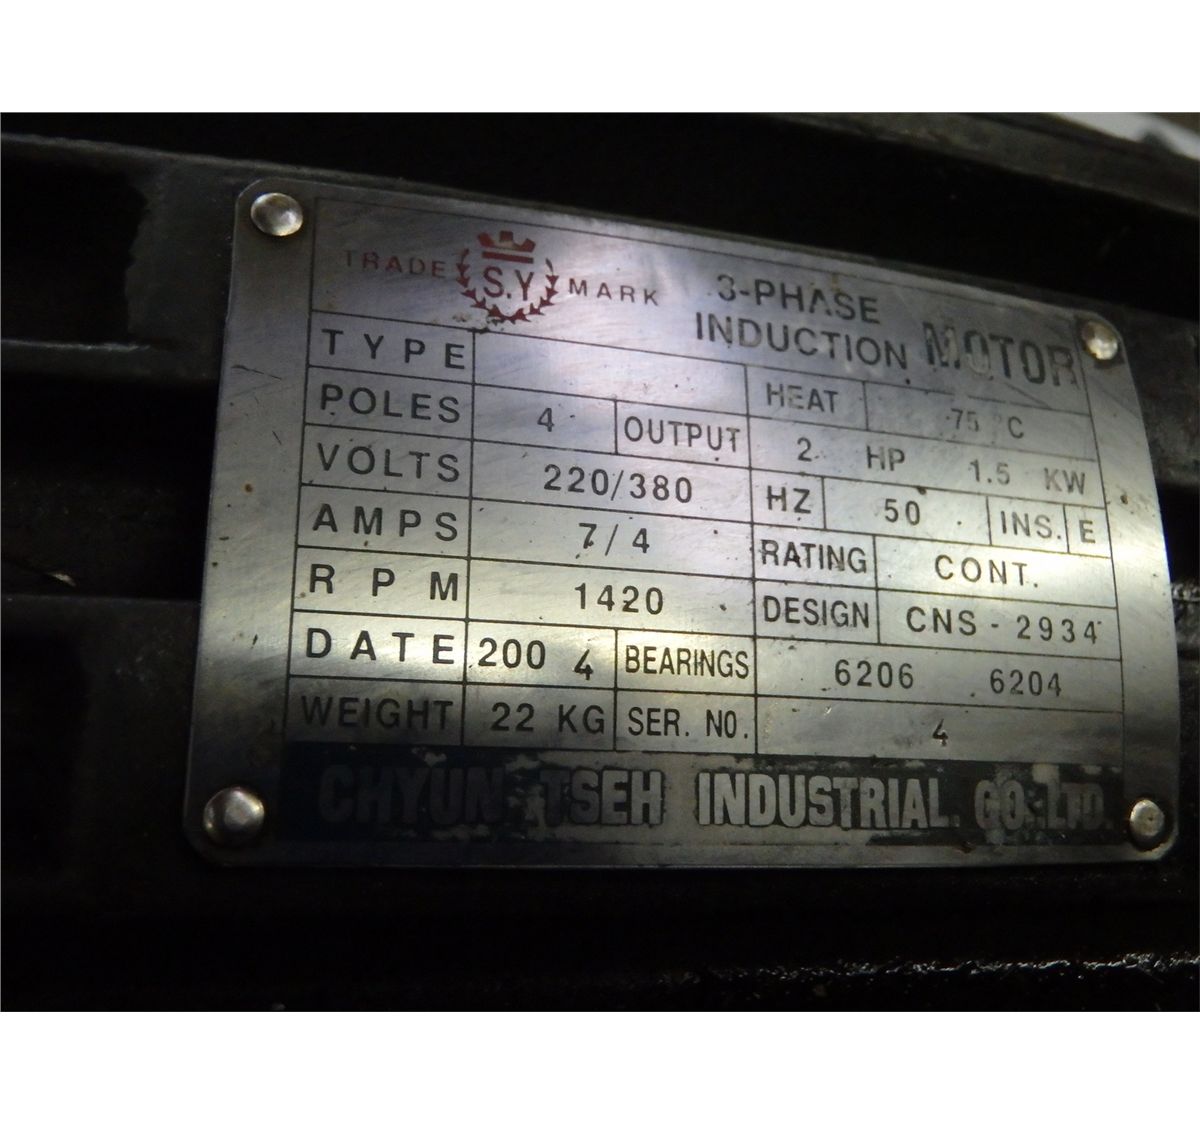 TRADE S.Y MARK 3-PHASE
INDUCTION MOTOR
TYPE HEAT 75 °C
POLES 4 OUTPUT 2 HP 1.5 KW
VOLTS 220/380 HZ 50 INS. E
AMPS 7/4 RATING CONT.
RPM 1420 DESIGN CNS-2934
DATE 200 4 BEARINGS 6206 6204
WEIGHT 22 KG SER. NO. 4
CHYUN TSEH INDUSTRIAL. CO.,LTD.